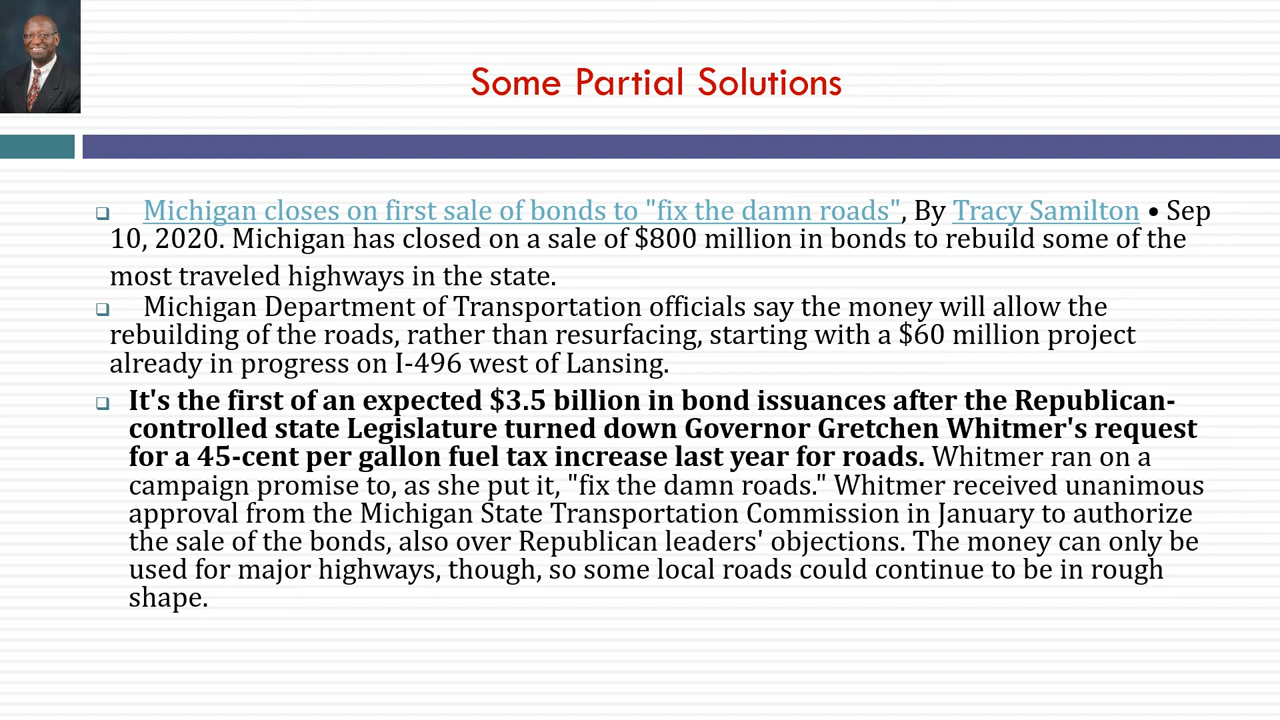 Some Partial Solutions
Michigan closes on first sale of bonds to "fix the damn roads", By Tracy Samilton • Sep
10, 2020. Michigan has closed on a sale of $800 million in bonds to rebuild some of the
most traveled highways in the state.
Michigan Department of Transportation officials say the money will allow the
rebuilding of the roads, rather than resurfacing, starting with a $60 million project
already in progress on I-496 west of Lansing.
It's the first of an expected $3.5 billion in bond issuances after the Republican-
controlled state Legislature turned down Governor Gretchen Whitmer's request
for a 45-cent per gallon fuel tax increase last year for roads. Whitmer ran on a
campaign promise to, as she put it, "fix the damn roads." Whitmer received unanimous
approval from the Michigan State Transportation Commission in January to authorize
the sale of the bonds, also over Republican leaders' objections. The money can only be
used for major highways, though, so some local roads could continue to be in rough
shape.